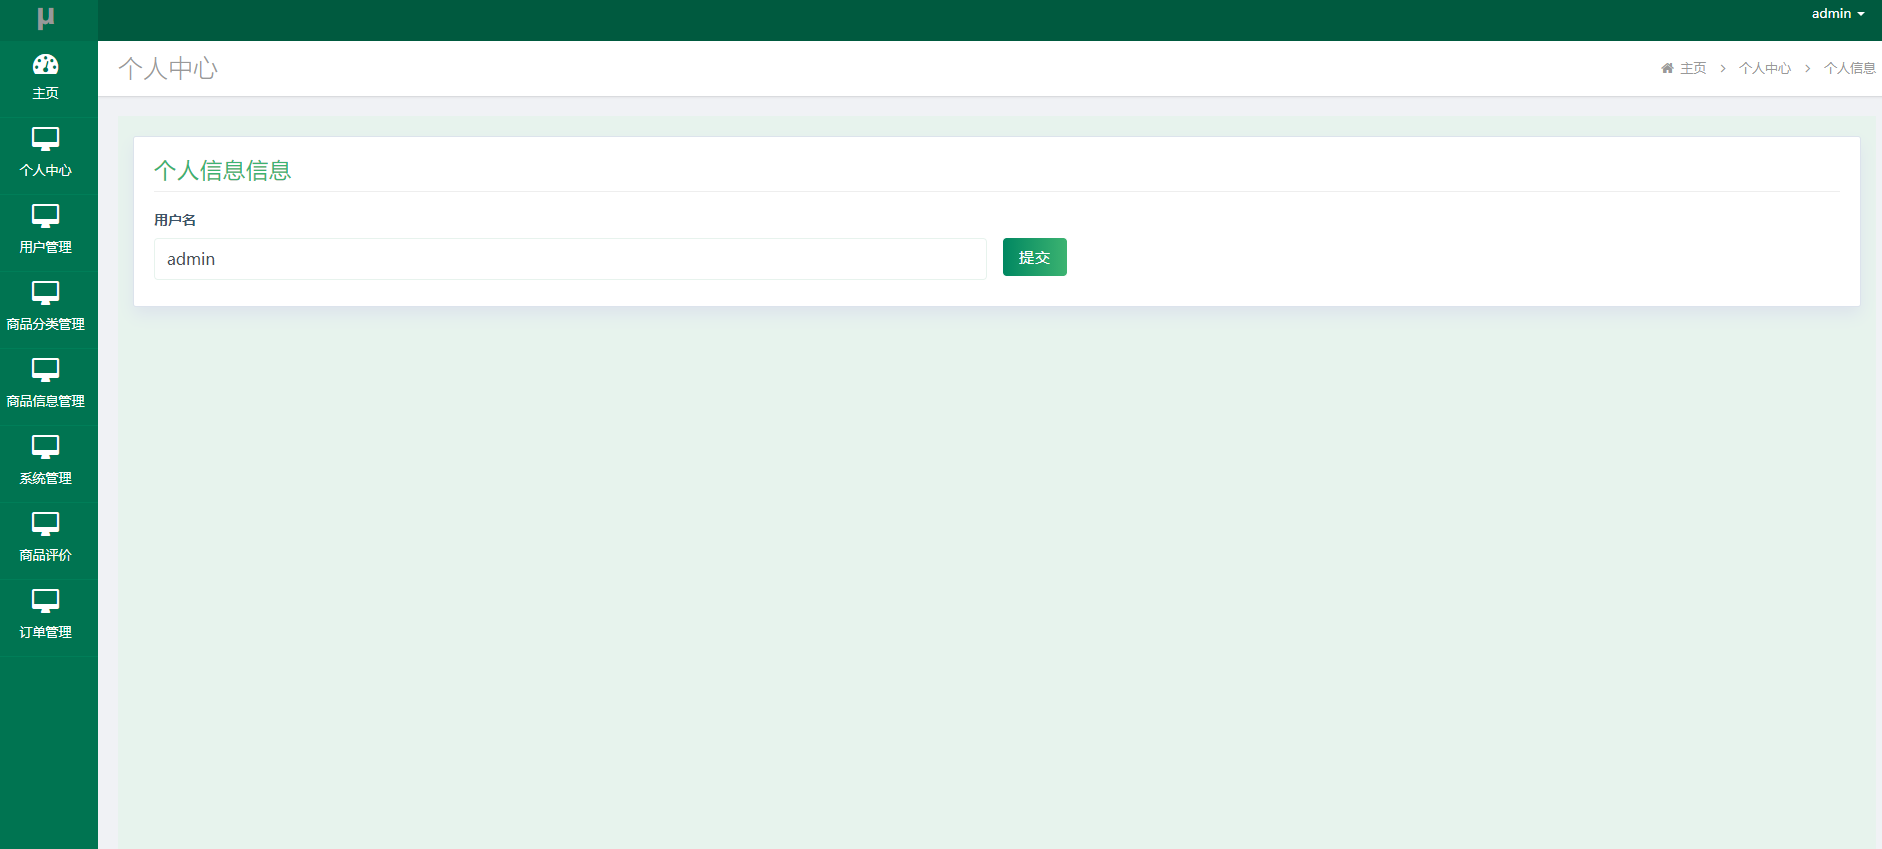 μ
admin
个人中心
主页 > 个人中心 > 个人信息
主页
个人中心
用户管理
商品分类管理
商品信息管理
系统管理
商品评价
订单管理
个人信息信息
用户名
admin
提交